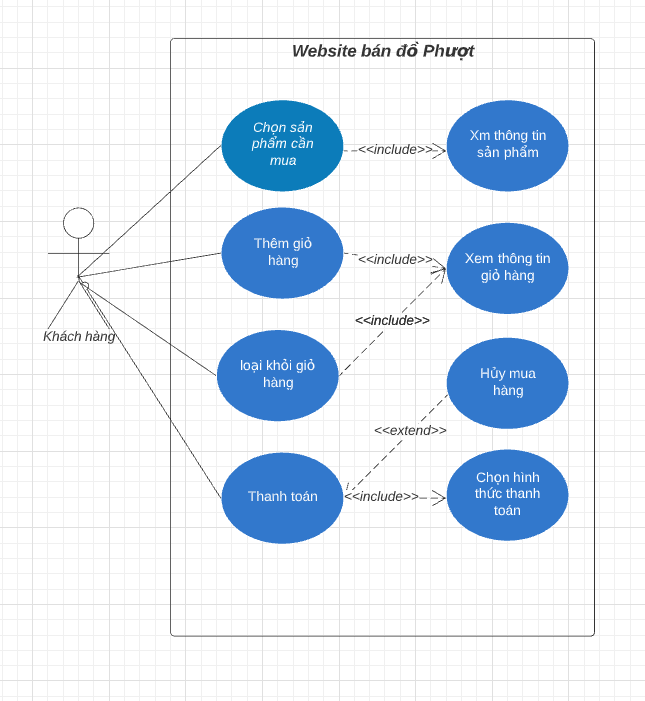 Website bán đồ Phượt
Chọn sản
phẩm cần
mua
<<include>>
Xm thông tin
sản phẩm
Thêm giỏ
hàng
<<include>>
Xem thông tin
giỏ hàng
<<include>>
Khách hàng
loại khỏi giỏ
hàng
Hủy mua
hàng
<<extend>>
Thanh toán
<<include>>
Chọn hình
thức thanh
toán